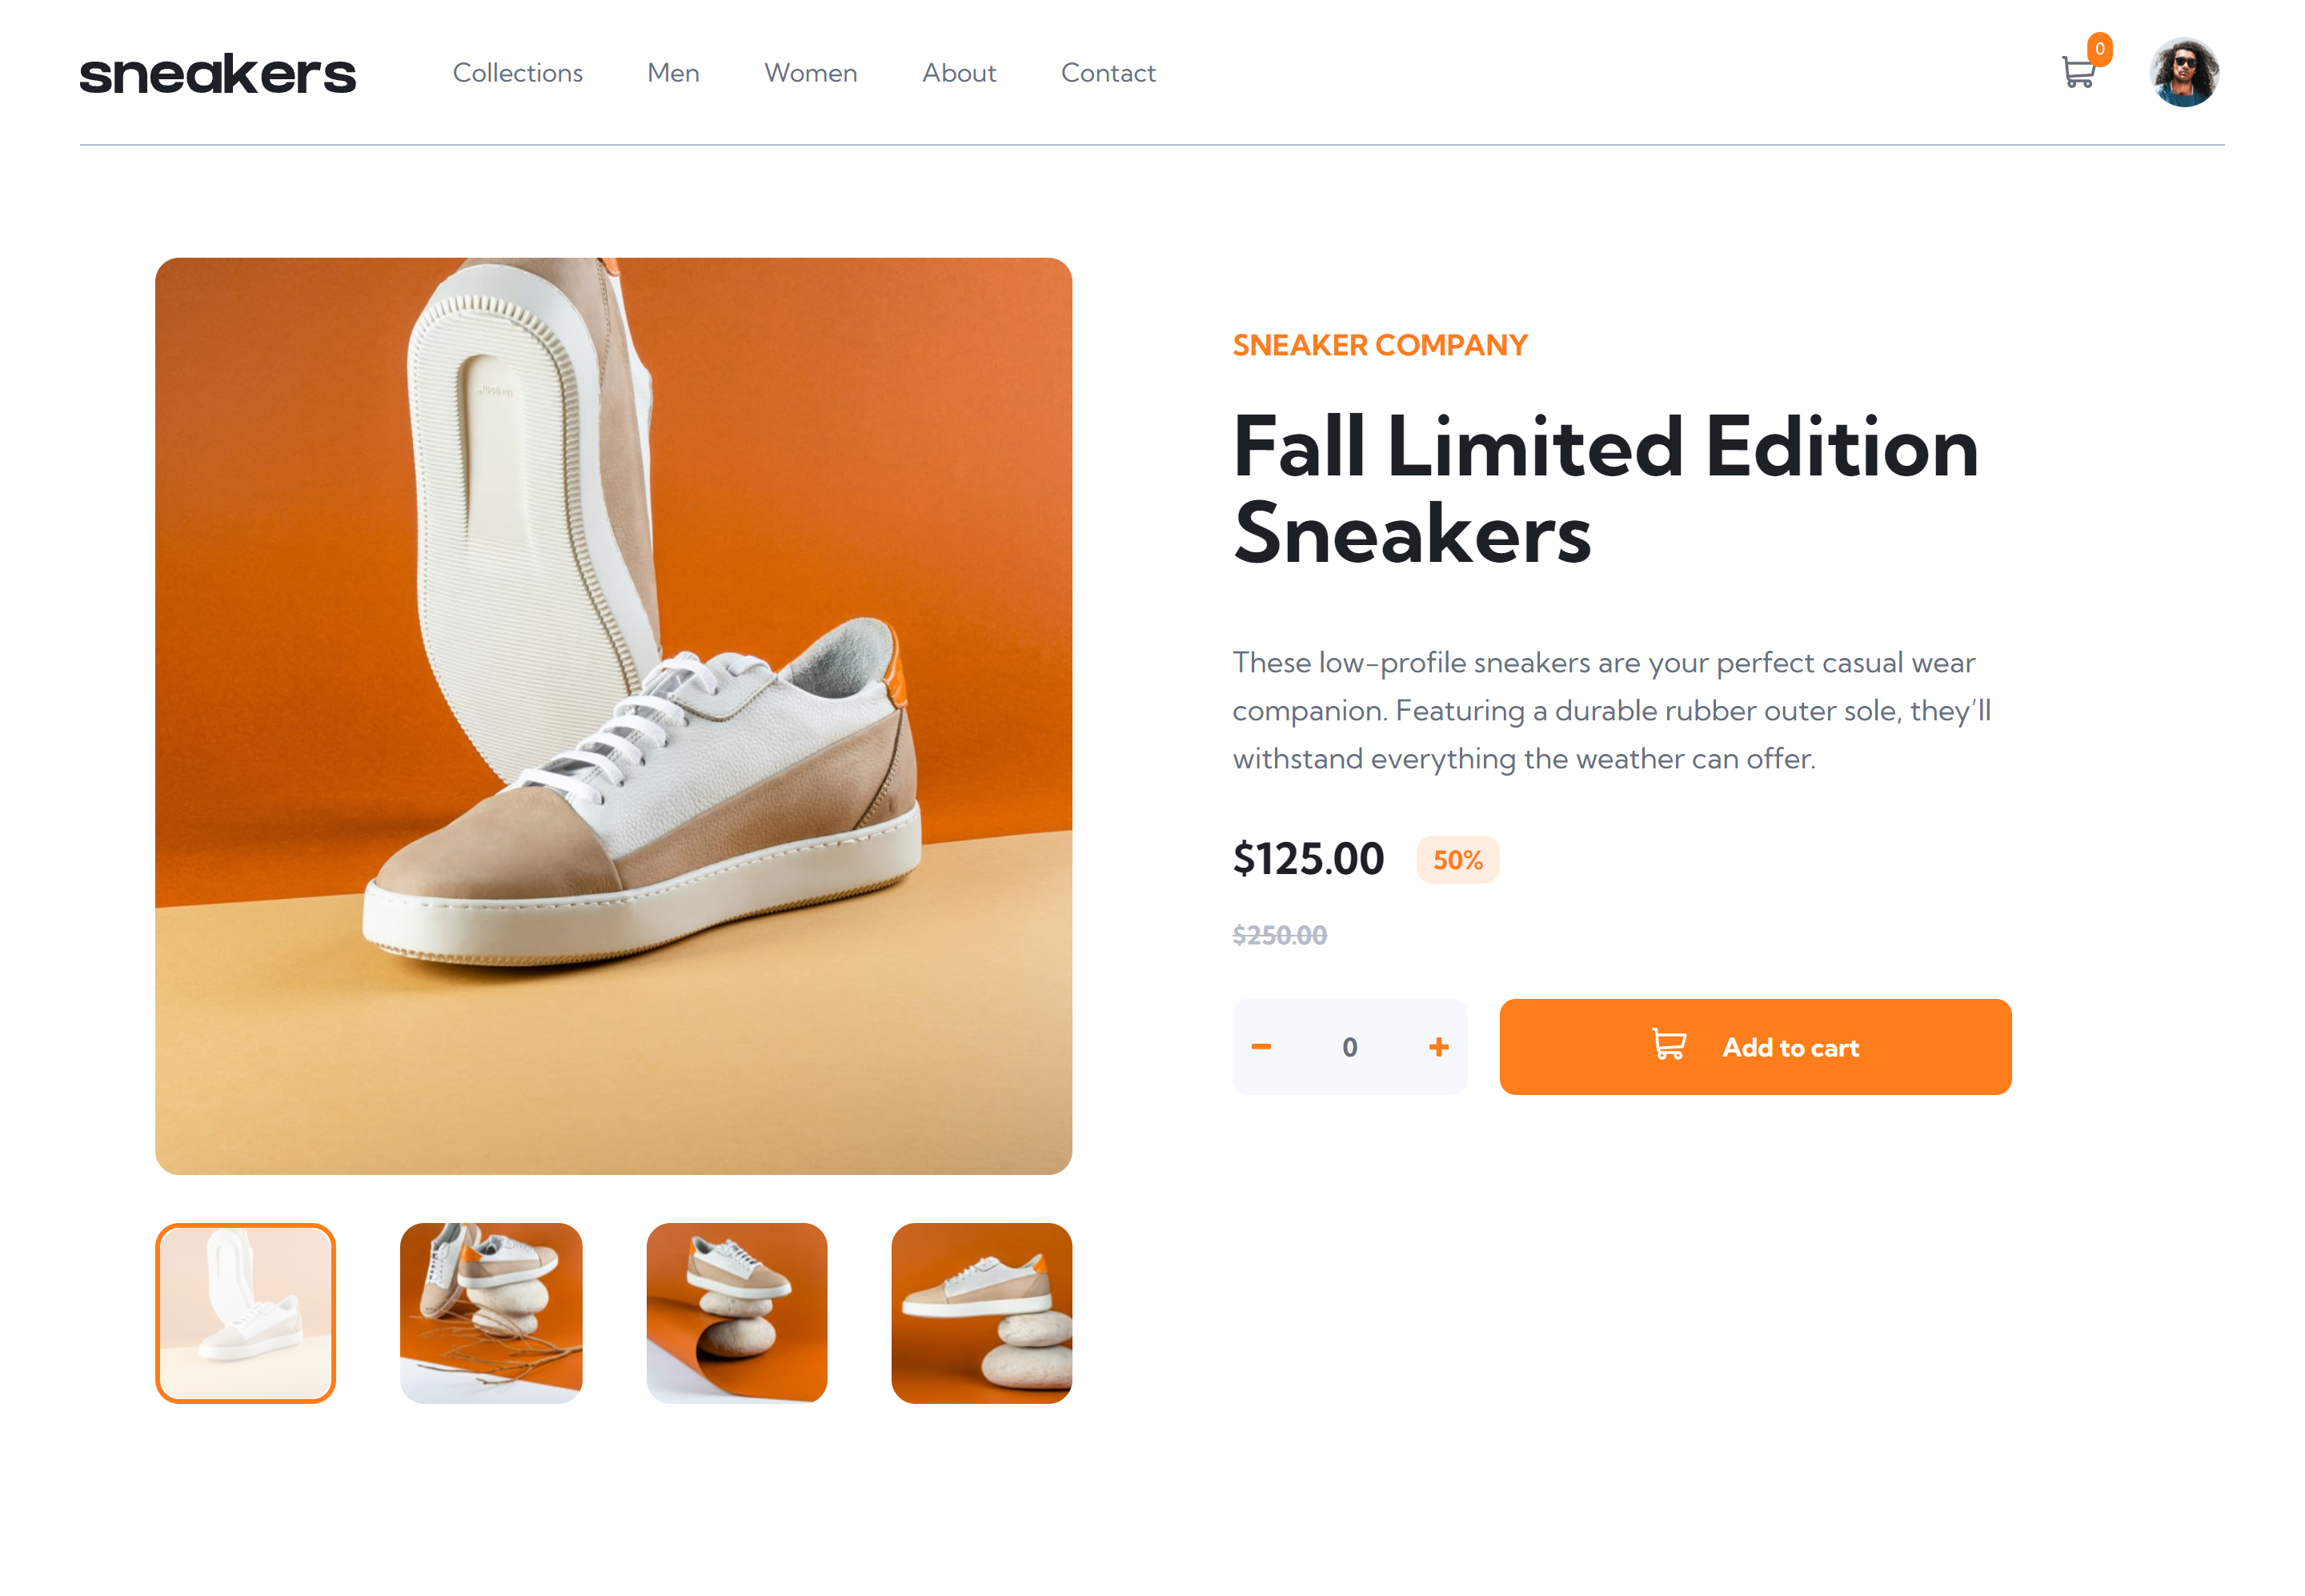 sneakers
Collections
Men
Women
About
Contact
0
SNEAKER COMPANY
Fall Limited Edition
Sneakers
These low-profile sneakers are your perfect casual wear
companion. Featuring a durable rubber outer sole, they’ll
withstand everything the weather can offer.
$125.00
50%
$250.00
0
Add to cart